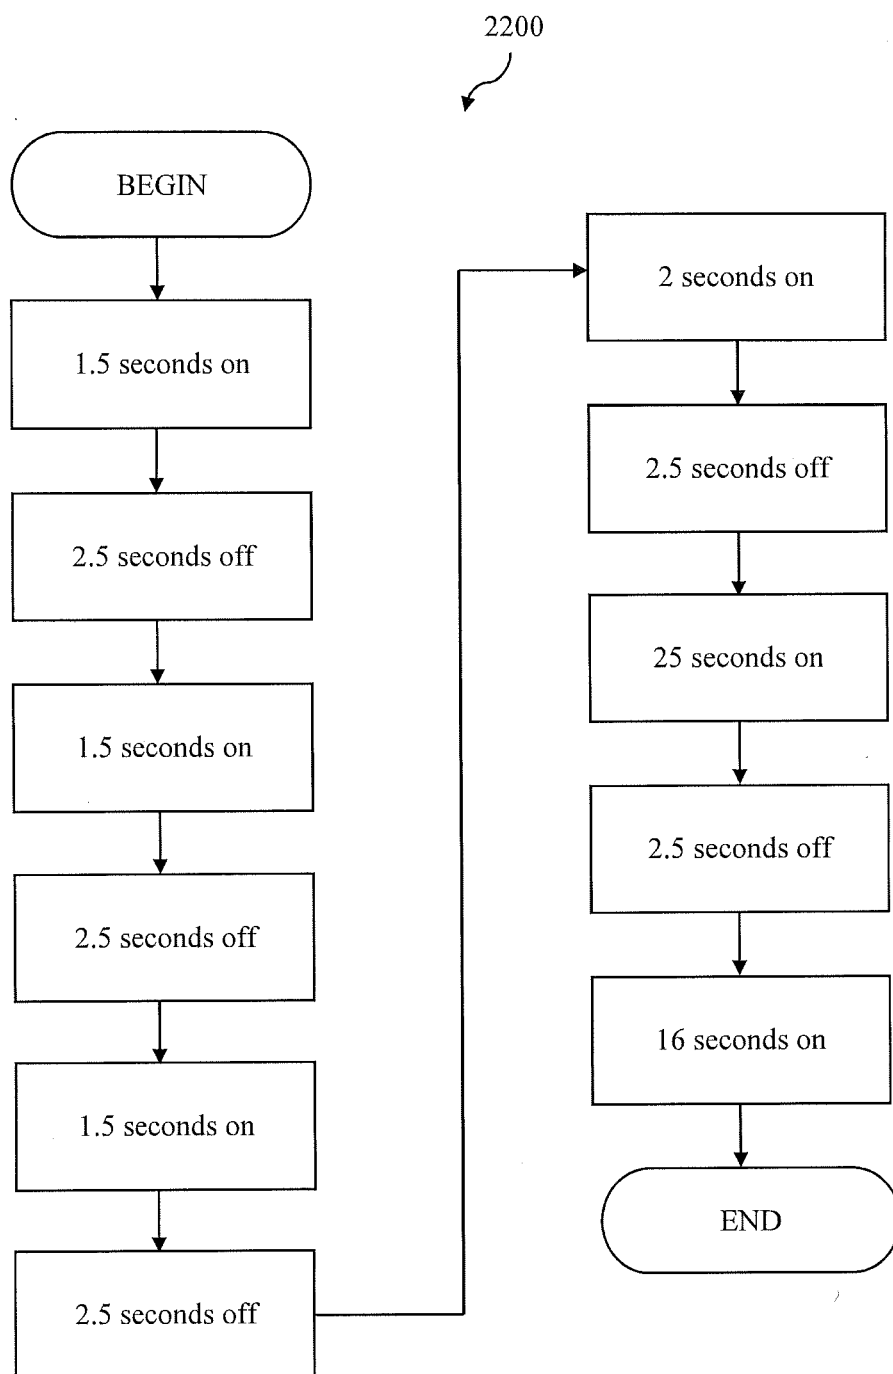 2200
BEGIN
1.5 seconds on
2.5 seconds off
1.5 seconds on
2.5 seconds off
1.5 seconds on
2.5 seconds off
2 seconds on
2.5 seconds off
25 seconds on
2.5 seconds off
16 seconds on
END